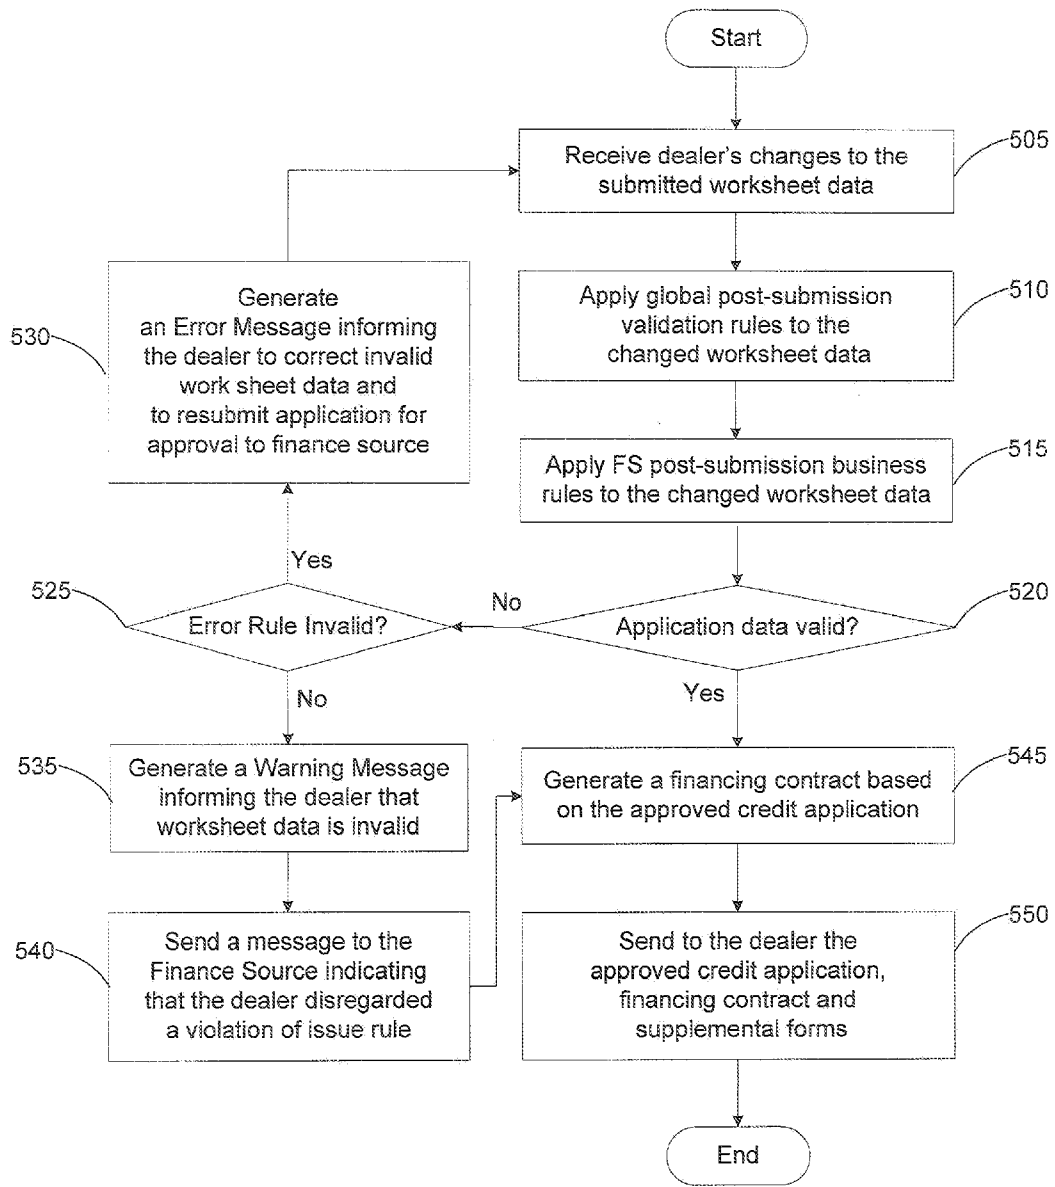 Start
505
Receive dealer's changes to the
submitted worksheet data
510
Apply global post-submission
validation rules to the
changed worksheet data
515
Apply FS post-submission business
rules to the changed worksheet data
520
Application data valid?
No
Yes
525
Error Rule Invalid?
Yes
No
530
Generate
an Error Message informing
the dealer to correct invalid
work sheet data and
to resubmit application for
approval to finance source
535
Generate a Warning Message
informing the dealer that
worksheet data is invalid
540
Send a message to the
Finance Source indicating
that the dealer disregarded
a violation of issue rule
545
Generate a financing contract based
on the approved credit application
550
Send to the dealer the
approved credit application,
financing contract and
supplemental forms
End